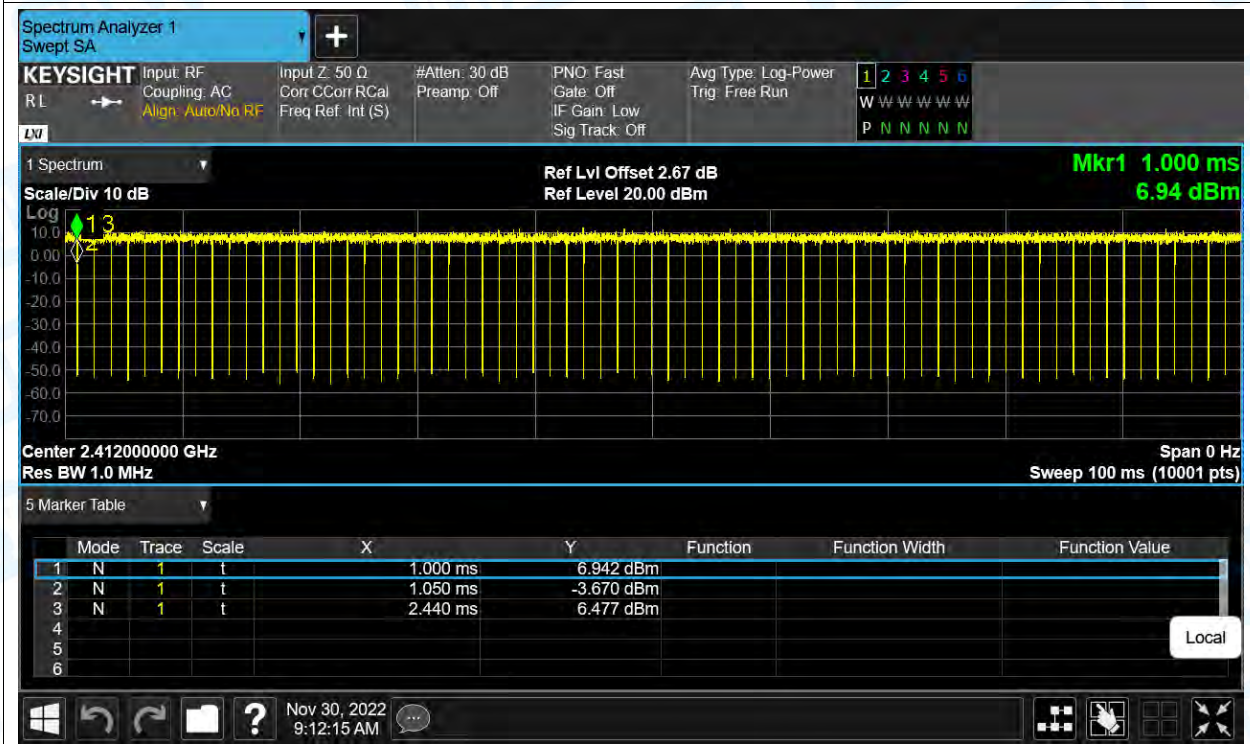 Spectrum Analyzer 1
Swept SA
+
KEYSIGHT Input: RF Input Z: 50 Ω #Atten: 30 dB PNO: Fast Avg Type: Log-Power 1 2 3 4 5 6
RL Coupling: AC Corr CCorr RCal Preamp: Off Gate: Off Trig: Free Run W W W W W W
Align: Auto/No RF Freq Ref: Int (S) IF Gain: Low P N N N N N
LXI Sig Track: Off
1 Spectrum Ref Lvl Offset 2.67 dB Mkr1 1.000 ms
Scale/Div 10 dB Ref Level 20.00 dBm 6.94 dBm
Log
1 3
10.0
2
0.00
-10.0
-20.0
-30.0
-40.0
-50.0
-60.0
-70.0
Center 2.412000000 GHz Span 0 Hz
Res BW 1.0 MHz Sweep 100 ms (10001 pts)
5 Marker Table
Mode Trace Scale X Y Function Function Width Function Value
1 N 1 t 1.000 ms 6.942 dBm
2 N 1 t 1.050 ms -3.670 dBm
3 N 1 t 2.440 ms 6.477 dBm
4
5
6
Local
? Nov 30, 2022
9:12:15 AM